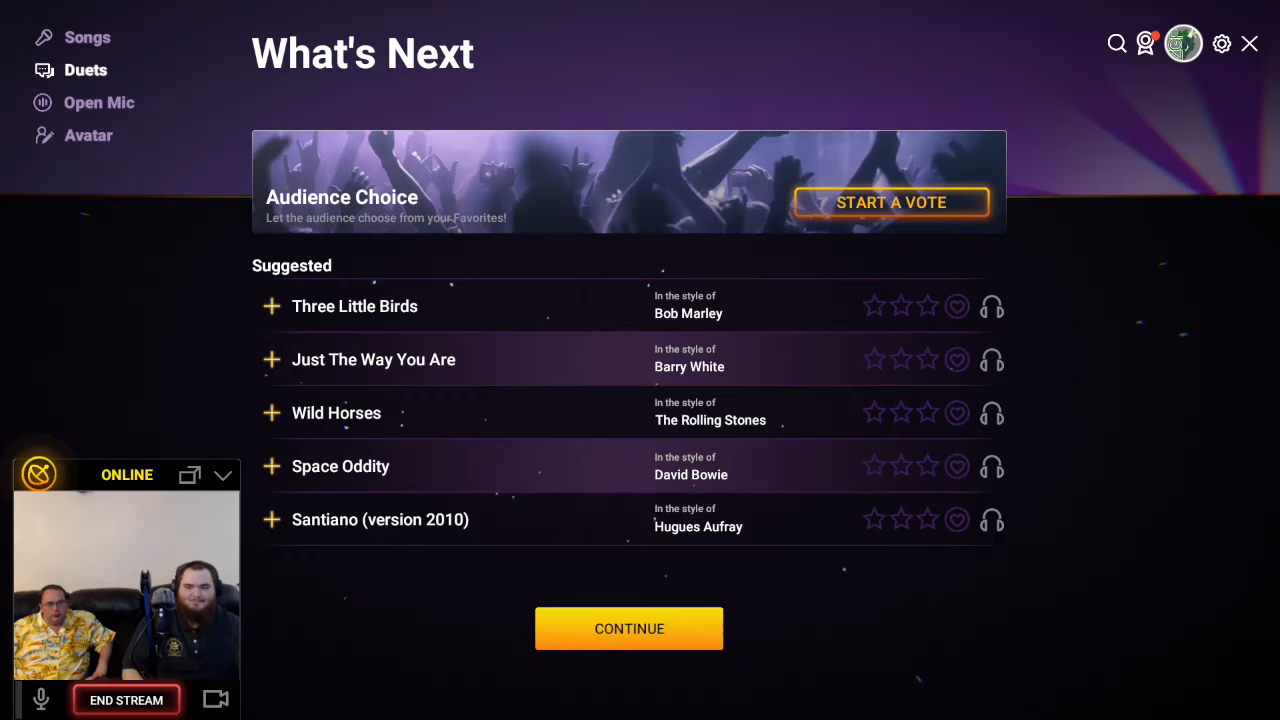 Songs
Duets
Open Mic
Avatar
What's Next
Audience Choice
Let the audience choose from your Favorites!
START A VOTE
Suggested
Three Little Birds
In the style of
Bob Marley
Just The Way You Are
In the style of
Barry White
Wild Horses
In the style of
The Rolling Stones
Space Oddity
In the style of
David Bowie
Santiano (version 2010)
In the style of
Hugues Aufray
CONTINUE
ONLINE
END STREAM